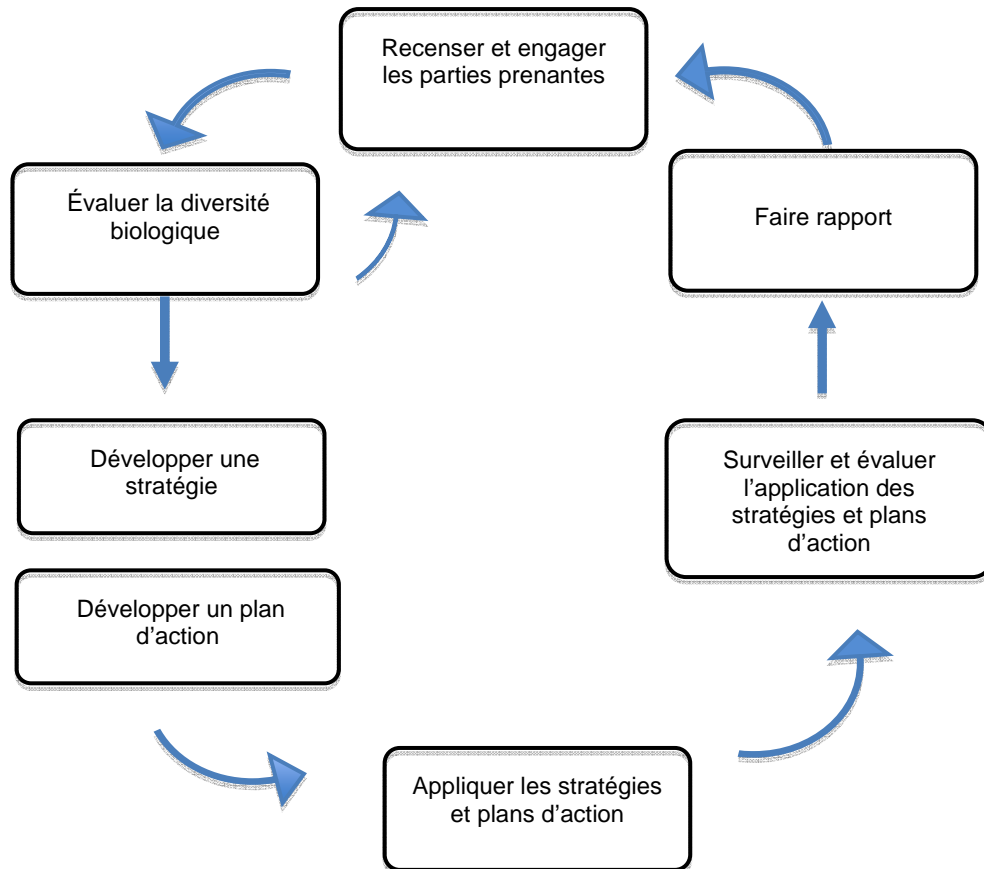 Recenser et engager
les parties prenantes
Évaluer la diversité
biologique
Faire rapport
Développer une
stratégie
Surveiller et évaluer
l’application des
stratégies et plans
d’action
Développer un plan
d’action
Appliquer les stratégies
et plans d’action